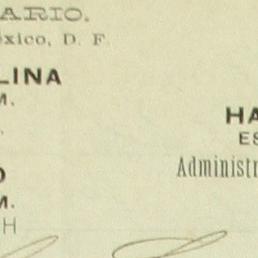 ARIO.
éxico, D. F.
LINA
M.
HA
ES
Administr
O
M.
H